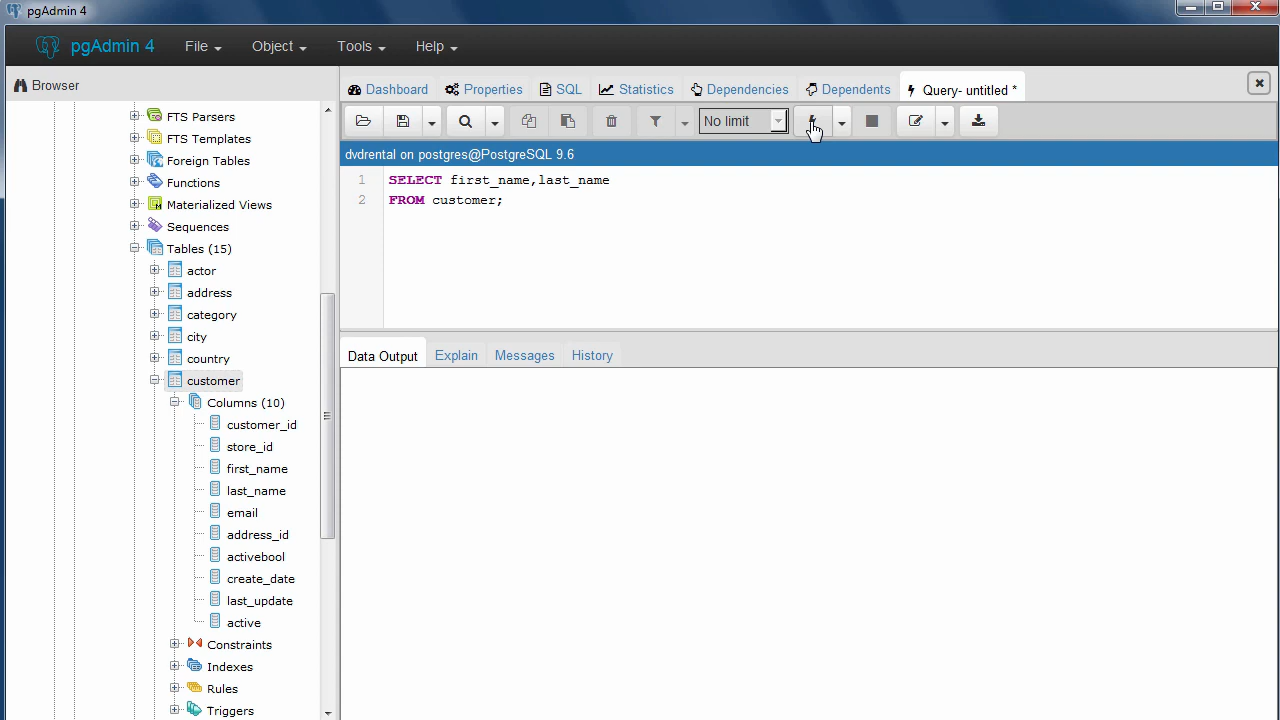 pgAdmin 4
pgAdmin 4 File Object Tools Help
Browser
Dashboard Properties SQL Statistics Dependencies Dependents Query- untitled *
No limit
dvdrental on postgres@PostgreSQL 9.6
1 SELECT first_name,last_name
2 FROM customer;
Data Output Explain Messages History
FTS Parsers
FTS Templates
Foreign Tables
Functions
Materialized Views
Sequences
Tables (15)
actor
address
category
city
country
customer
Columns (10)
customer_id
store_id
first_name
last_name
email
address_id
activebool
create_date
last_update
active
Constraints
Indexes
Rules
Triggers